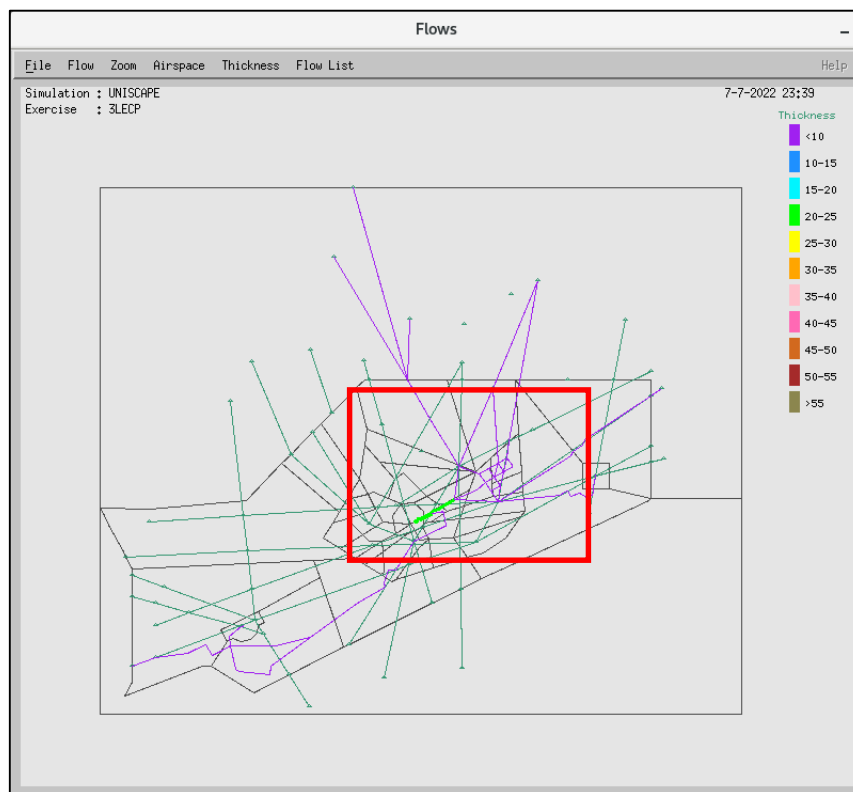 Flows
File Flow Zoom Airspace Thickness Flow List Help
Simulation : UNISCAPE 7-7-2022 23:39
Exercise : 3LECP
Thickness
<10
10-15
15-20
20-25
25-30
30-35
35-40
40-45
45-50
50-55
>55